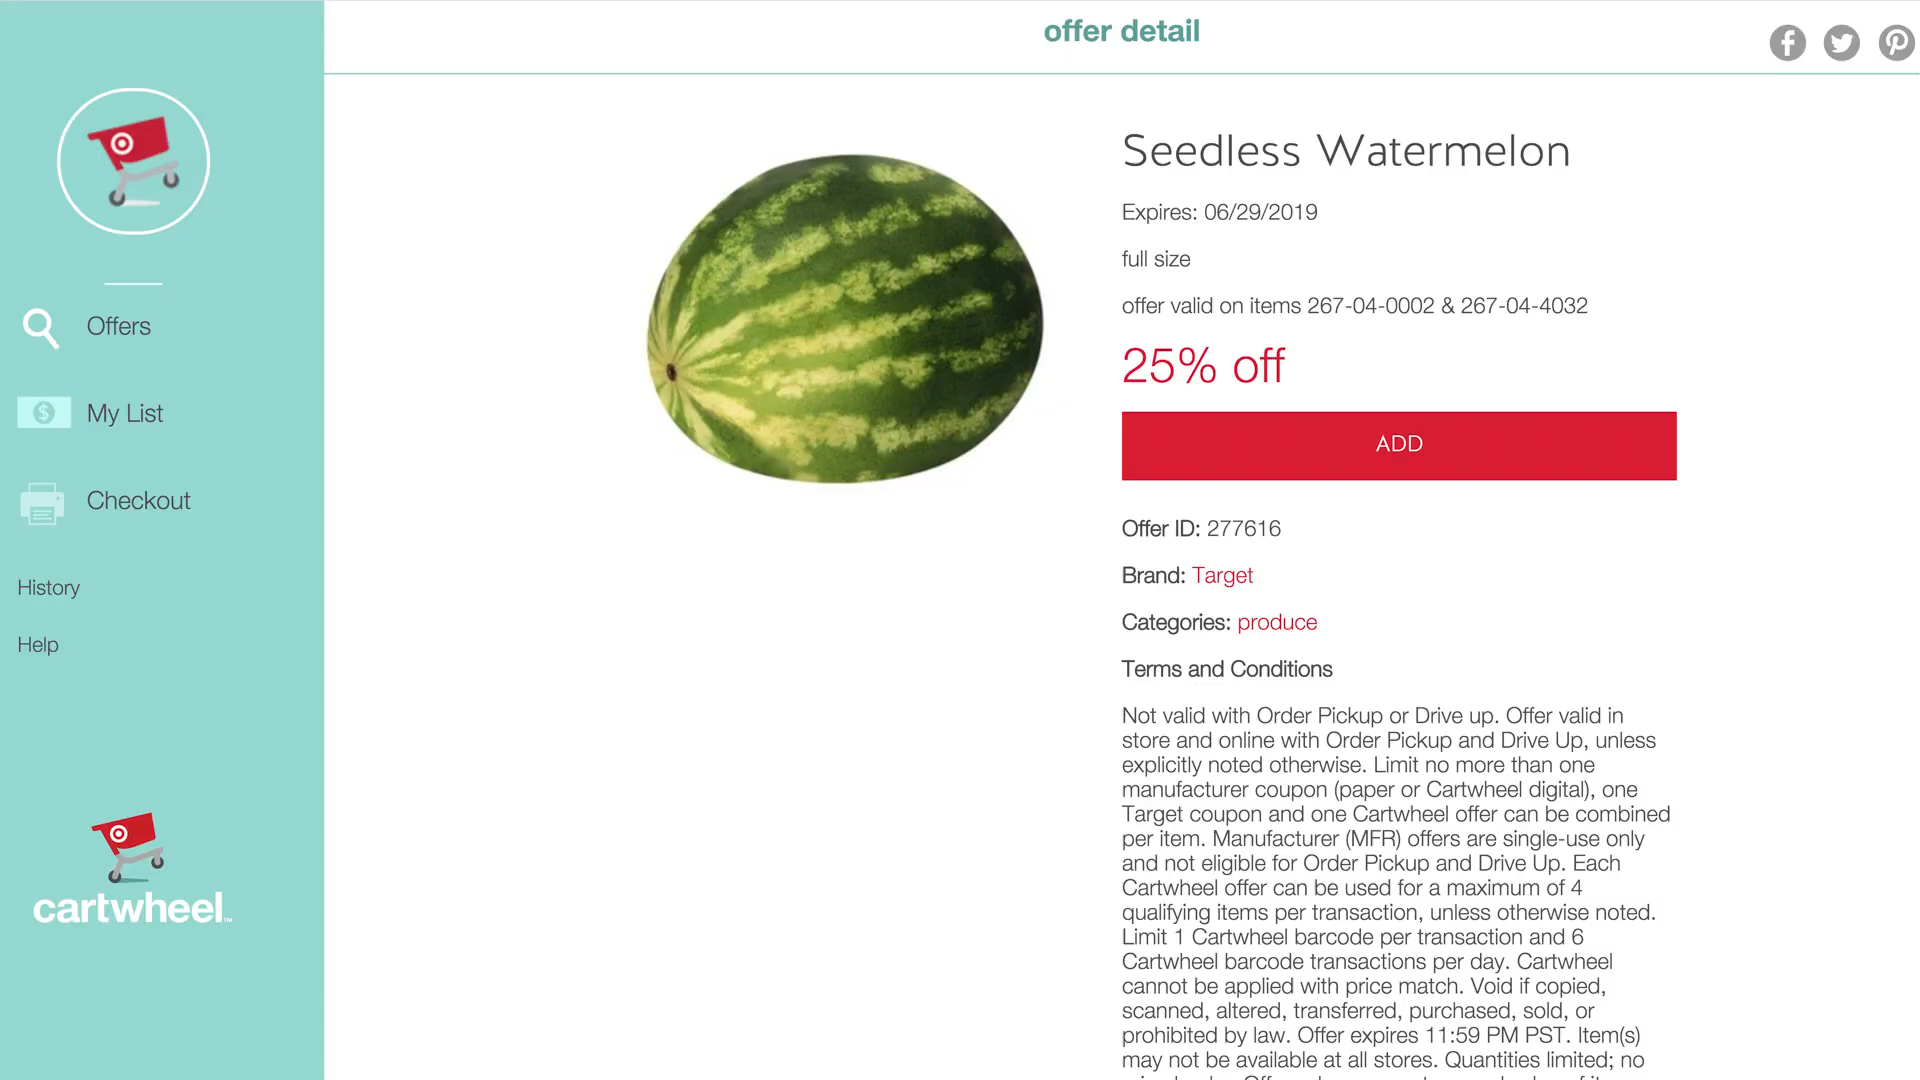 offer detail
Offers
My List
Checkout
History
Help
cartwheel™
Seedless Watermelon
Expires: 06/29/2019
full size
offer valid on items 267-04-0002 & 267-04-4032
25% off
ADD
Offer ID: 277616
Brand: Target
Categories: produce
Terms and Conditions
Not valid with Order Pickup or Drive up. Offer valid in
store and online with Order Pickup and Drive Up, unless
explicitly noted otherwise. Limit no more than one
manufacturer coupon (paper or Cartwheel digital), one
Target coupon and one Cartwheel offer can be combined
per item. Manufacturer (MFR) offers are single-use only
and not eligible for Order Pickup and Drive Up. Each
Cartwheel offer can be used for a maximum of 4
qualifying items per transaction, unless otherwise noted.
Limit 1 Cartwheel barcode per transaction and 6
Cartwheel barcode transactions per day. Cartwheel
cannot be applied with price match. Void if copied,
scanned, altered, transferred, purchased, sold, or
prohibited by law. Offer expires 11:59 PM PST. Item(s)
may not be available at all stores. Quantities limited; no